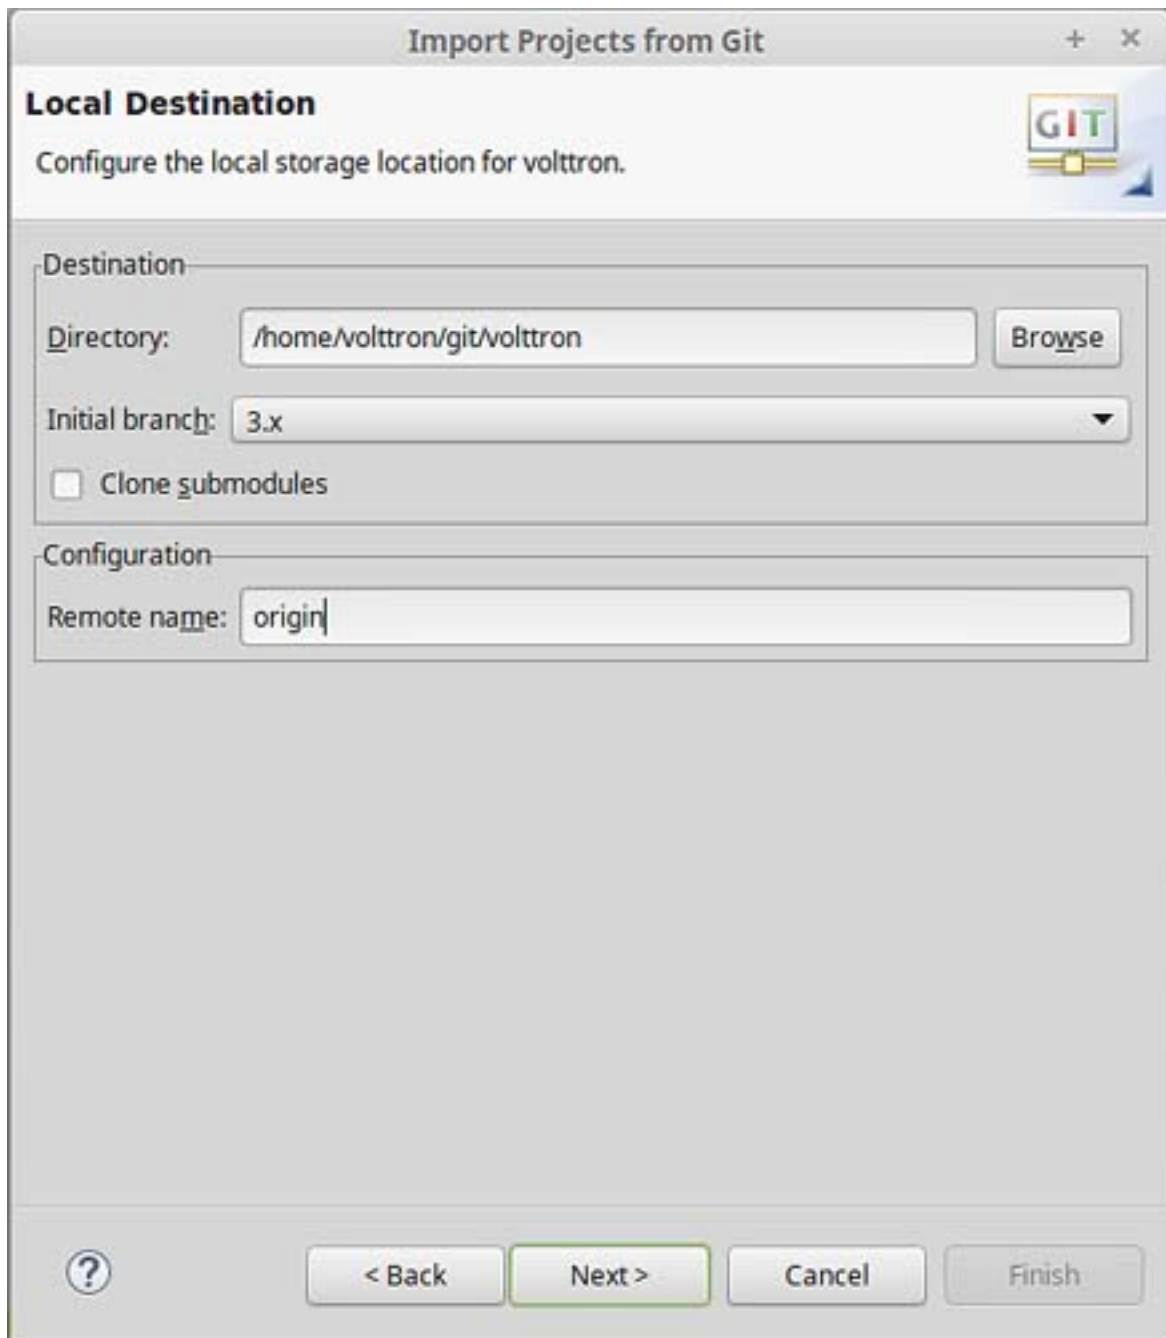 Import Projects from Git + ×
Local Destination
GIT
Configure the local storage location for volttron.
Destination
Directory: /home/volttron/git/volttron Browse
Initial branch: 3.x
Clone submodules
Configuration
Remote name: origin
? < Back Next > Cancel Finish